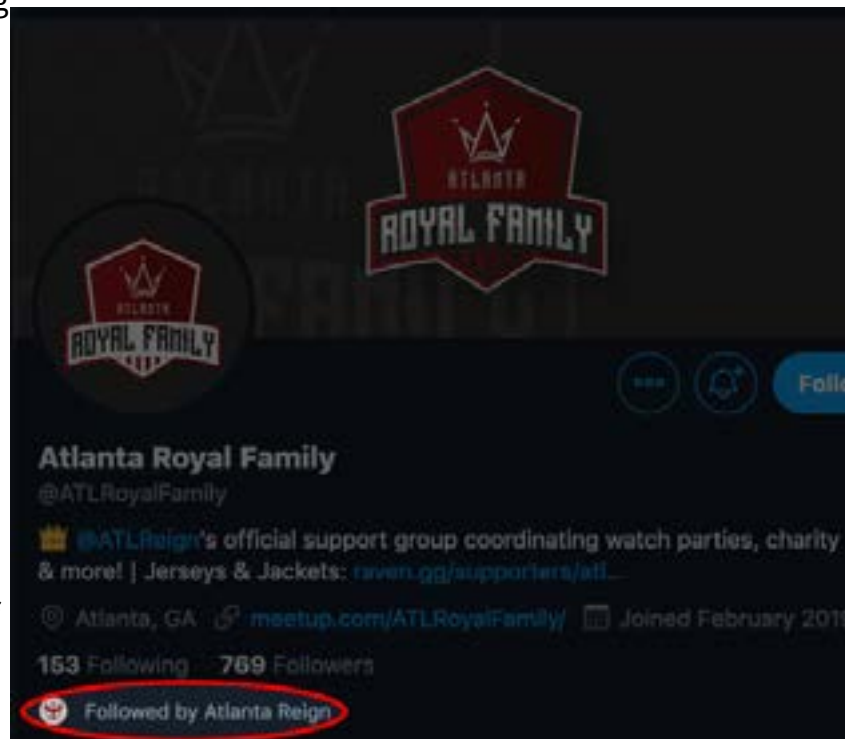 ATLANTA
ROYAL FAMILY
ATLANTA
ROYAL FAMILY
Atlanta Royal Family
@ATLRoyalFamily
@ATLReign's official support group coordinating watch parties, charity
& more! | Jerseys & Jackets: raven.gg/supporters/atl...
Atlanta, GA meetup.com/ATLRoyalFamily/ Joined February
153 Following 769 Followers
Followed by Atlanta Reign